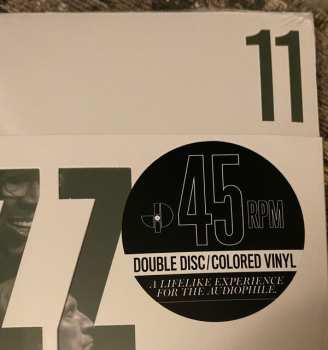 11
ZZ
45
RPM
DOUBLE DISC/COLORED VINYL
A LIFELIKE EXPERIENCE
FOR THE AUDIOPHILE.